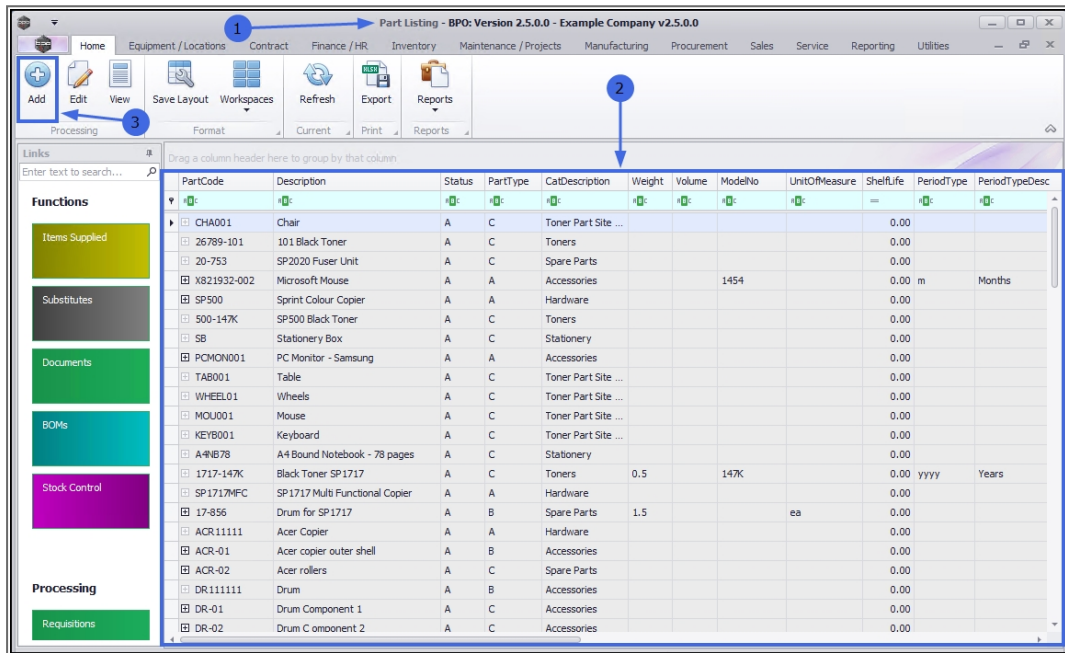 Part Listing - BPO: Version 2.5.0.0 - Example Company v2.5.0.0
1
Home Equipment / Locations Contract Finance / HR Inventory Maintenance / Projects Manufacturing Procurement Sales Service Reporting Utilities
Add Edit View Save Layout Workspaces Refresh Export Reports
2
3
Processing Format Current Print Reports
Links
Drag a column header here to group by that column
Enter text to search...
PartCode Description Status PartType CatDescription Weight Volume ModelNo UnitOfMeasure ShelfLife PeriodType PeriodTypeDesc
Functions
CHA001 Chair A C Toner Part Site ... 0.00
Items Supplied
26789-101 101 Black Toner A C Toners 0.00
20-753 SP2020 Fuser Unit A C Spare Parts 0.00
X821932-002 Microsoft Mouse A A Accessories 1454 0.00 m Months
Substitutes
SP500 Sprint Colour Copier A A Hardware 0.00
500-147K SP500 Black Toner A C Toners 0.00
SB Stationery Box A C Stationery 0.00
Documents
PCMON001 PC Monitor - Samsung A A Accessories 0.00
TAB001 Table A C Toner Part Site ... 0.00
WHEEL01 Wheels A C Toner Part Site ... 0.00
BOMs
MOU001 Mouse A C Toner Part Site ... 0.00
KEYB001 Keyboard A C Toner Part Site ... 0.00
A4NB78 A4 Bound Notebook - 78 pages A C Stationery 0.00
1717-147K Black Toner SP1717 A C Toners 0.5 147K 0.00 yyyy Years
Stock Control
SP1717MFC SP1717 Multi Functional Copier A A Hardware 0.00
17-856 Drum for SP1717 A B Spare Parts 1.5 ea 0.00
ACR11111 Acer Copier A A Hardware 0.00
ACR-01 Acer copier outer shell A B Accessories 0.00
ACR-02 Acer rollers A C Spare Parts 0.00
Processing
DR111111 Drum A B Accessories 0.00
DR-01 Drum Component 1 A C Accessories 0.00
Requisitions
DR-02 Drum C omponent 2 A C Accessories 0.00